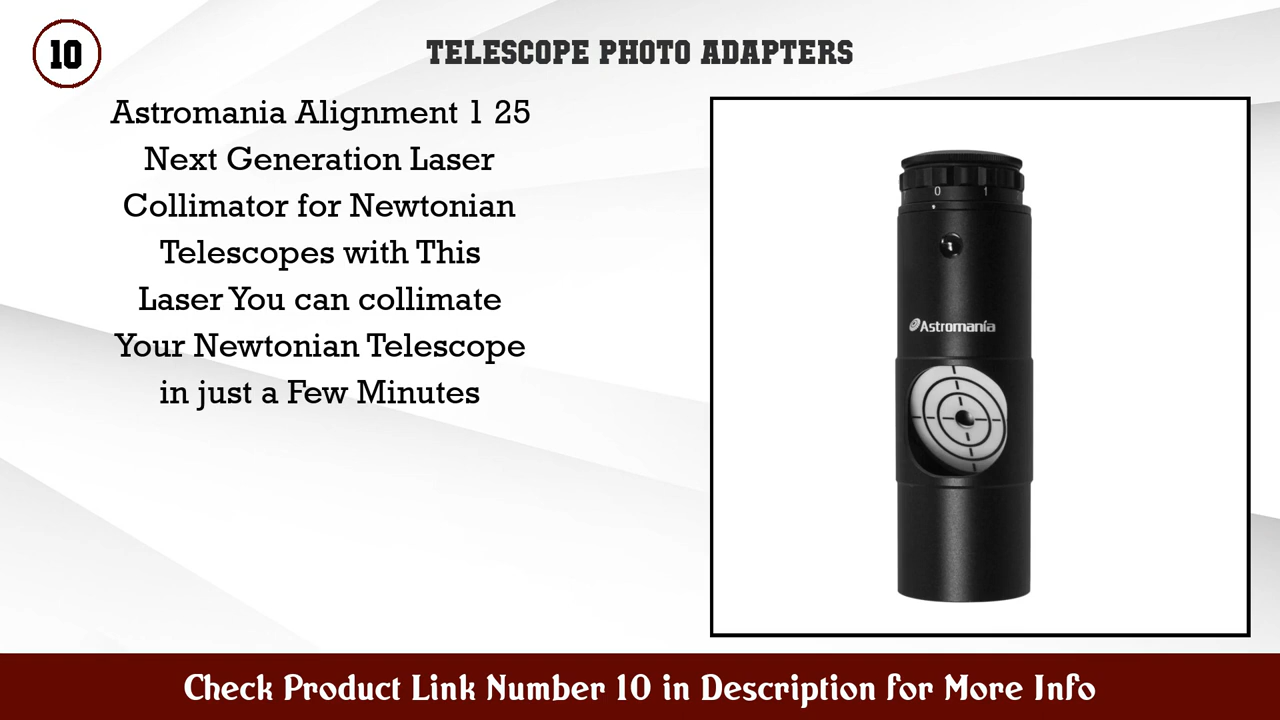 10
TELESCOPE PHOTO ADAPTERS
Astromania Alignment 1 25
Next Generation Laser
Collimator for Newtonian
Telescopes with This
Laser You can collimate
Your Newtonian Telescope
in just a Few Minutes
0 1
Astromania
Check Product Link Number 10 in Description for More Info